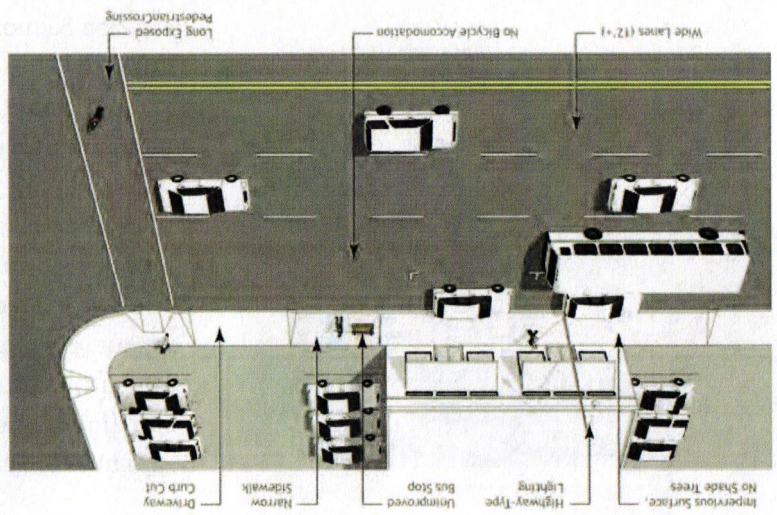 Impervious Surface,
No Shade Trees
Highway-Type
Lighting
Unimproved
Bus Stop
Narrow
Sidewalk
Driveway
Curb Cut
Wide Lanes (12'+)
No Bicycle Accomodation
Long Exposed
PedestrianCrossing